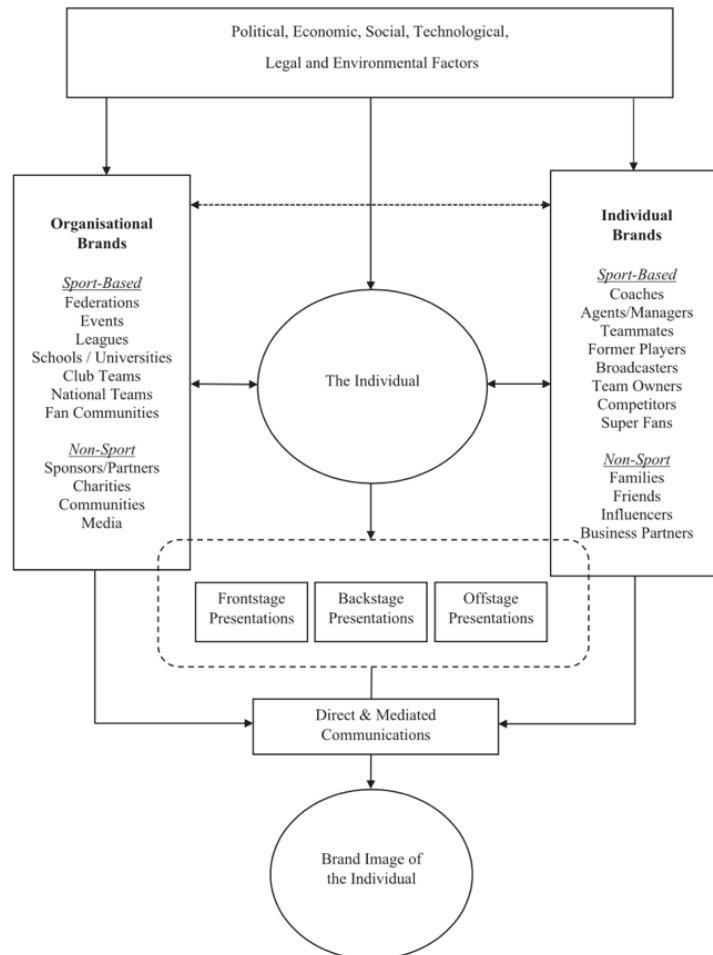 Political, Economic, Social, Technological,
Legal and Environmental Factors
Organisational
Brands
Sport-Based
Federations
Events
Leagues
Schools / Universities
Club Teams
National Teams
Fan Communities
Non-Sport
Sponsors/Partners
Charities
Communities
Media
The Individual
Individual
Brands
Sport-Based
Coaches
Agents/Managers
Teammates
Former Players
Broadcasters
Team Owners
Competitors
Super Fans
Non-Sport
Families
Friends
Influencers
Business Partners
Frontstage
Presentations
Backstage
Presentations
Offstage
Presentations
Direct & Mediated
Communications
Brand Image of
the Individual